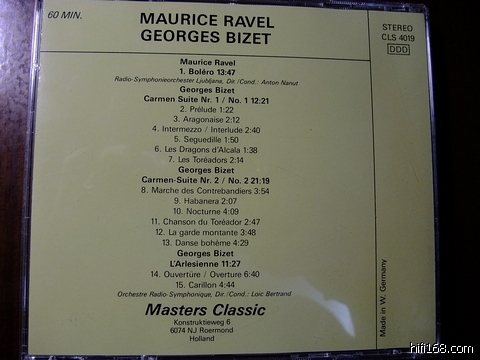 60 MIN.
MAURICE RAVEL
GEORGES BIZET
STEREO
CLS 4019
DDD
Maurice Ravel
1. Boléro 13:47
Radio-Symphonieorchester Ljubljana, Dir./Cond.: Anton Nanut
Georges Bizet
Carmen Suite Nr. 1 / No. 1 12:21
2. Prélude 1:22
3. Aragonaise 2:12
4. Intermezzo / Interlude 2:40
5. Seguedille 1:50
6. Les Dragons d'Alcala 1:38
7. Les Toréadors 2:14
Georges Bizet
Carmen-Suite Nr. 2 / No. 2 21:19
8. Marche des Contrebandiers 3:54
9. Habanera 2:07
10. Nocturne 4:09
11. Chanson du Toréador 2:47
12. La garde montante 3:48
13. Danse bohème 4:29
Georges Bizet
L'Arlesienne 11:27
14. Ouvertüre / Overture 6:40
15. Carillon 4:44
Orchestre Radio-Symphonique, Dir./Cond.: Loic Bertrand
Masters Classic
Konstruktieweg 6
6074 NJ Roermond
Holland
Made in W. Germany
hifi168.com